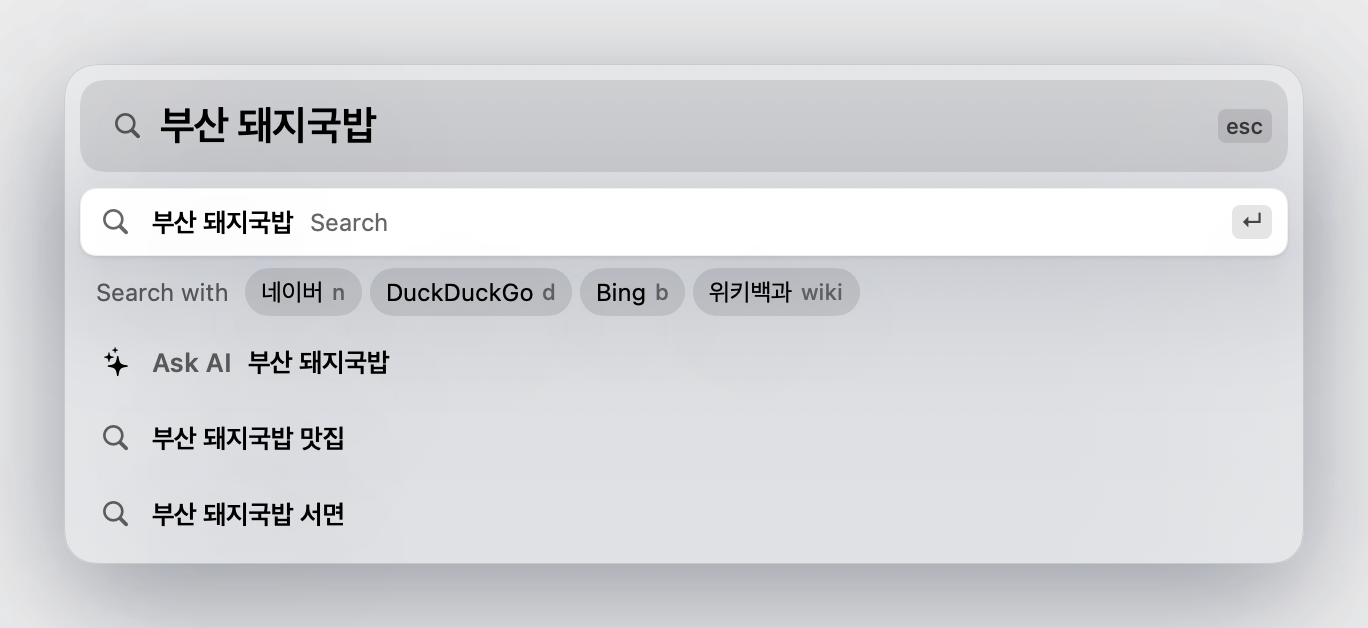 부산 돼지국밥 esc
부산 돼지국밥 Search
Search with 네이버 n DuckDuckGo d Bing b 위키백과 wiki
Ask AI 부산 돼지국밥
부산 돼지국밥 맛집
부산 돼지국밥 서면